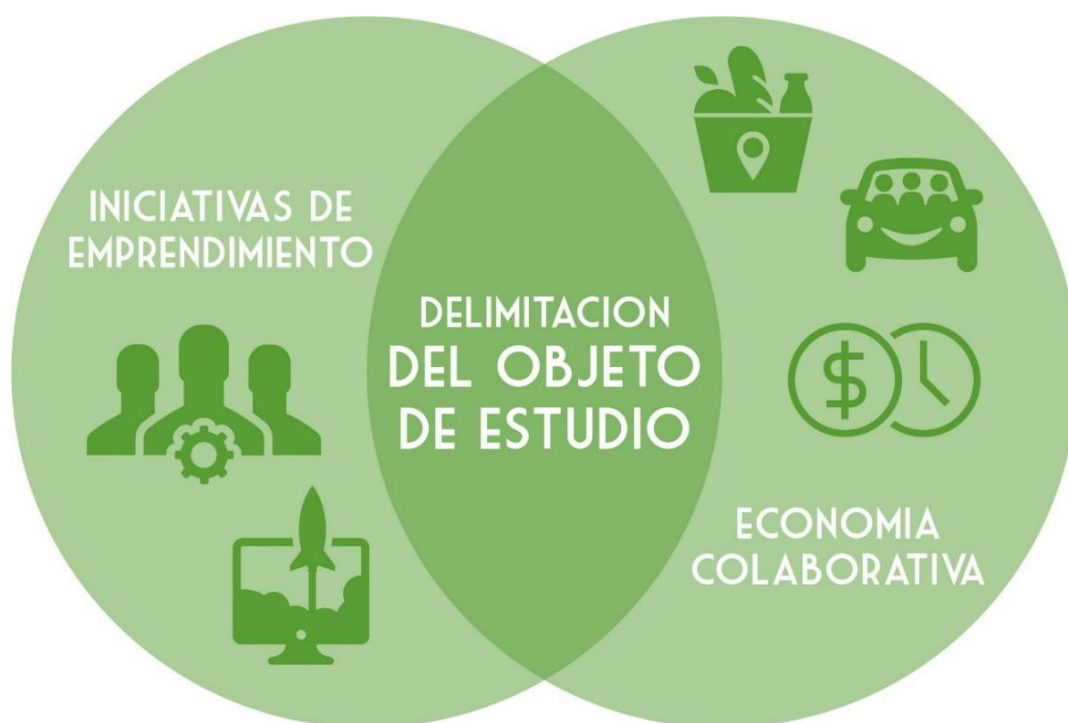 INICIATIVAS DE
EMPRENDIMIENTO
DELIMITACION
DEL OBJETO
DE ESTUDIO
$
ECONOMIA
COLABORATIVA